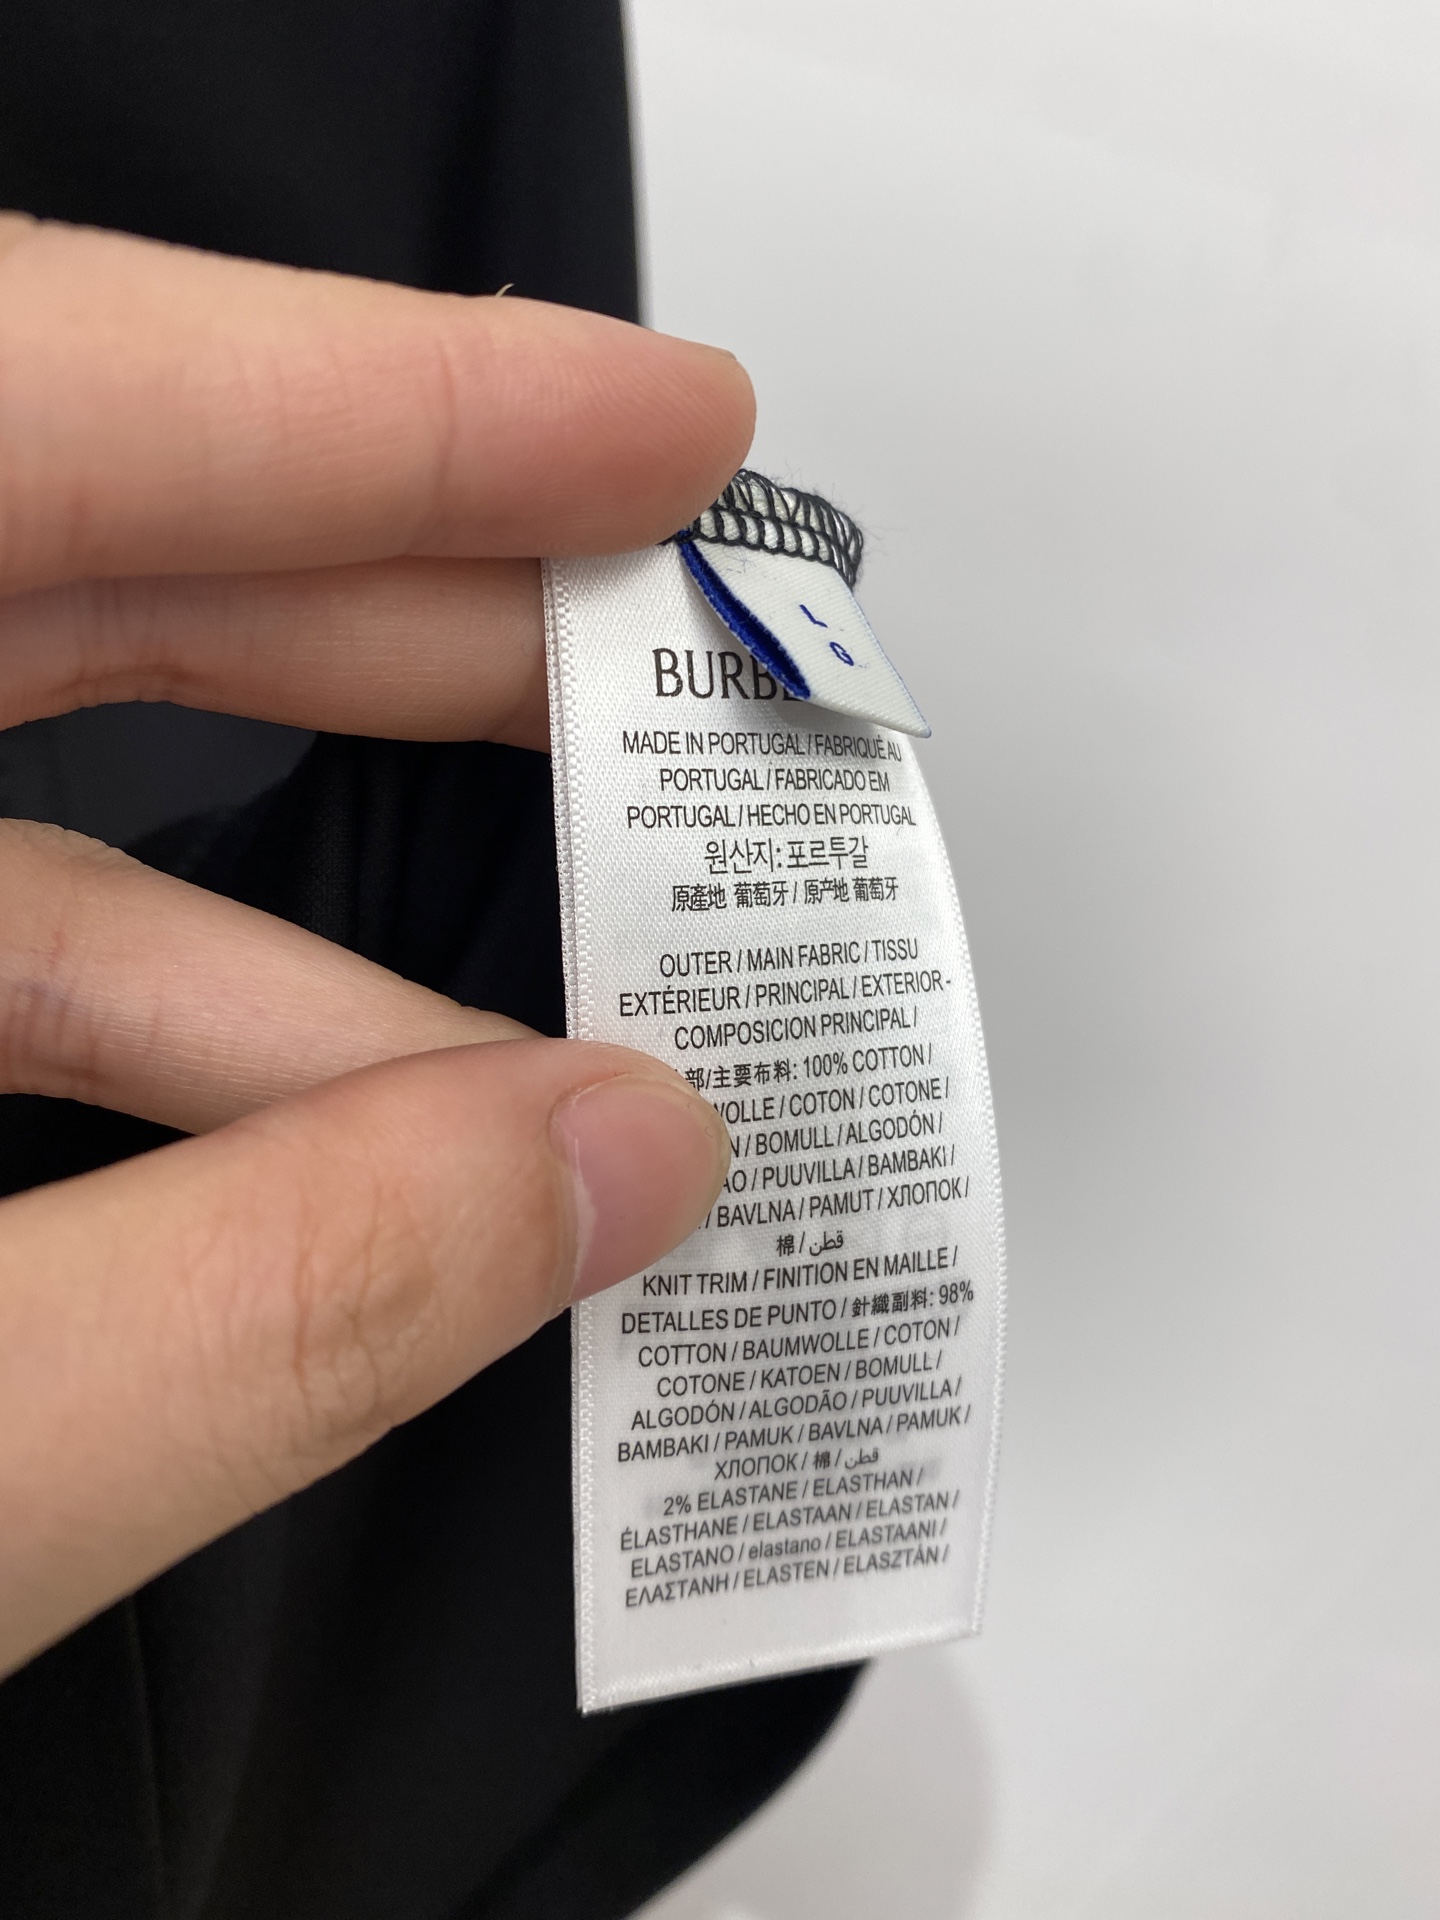 L
G
BURB
MADE IN PORTUGAL / FABRIQUÉ AU
PORTUGAL / FABRICADO EM
PORTUGAL / HECHO EN PORTUGAL
원산지: 포르투갈
原產地 葡萄牙 / 原产地 葡萄牙
OUTER / MAIN FABRIC / TISSU
EXTÉRIEUR / PRINCIPAL / EXTERIOR -
COMPOSICION PRINCIPAL /
部/主要布料: 100% COTTON /
WOLLE / COTON / COTONE /
N / BOMULL / ALGODÓN /
ÃO / PUUVILLA / BAMBAKI /
/ BAVLNA / PAMUT / ХЛОПОК /
棉 / قطن
KNIT TRIM / FINITION EN MAILLE /
DETALLES DE PUNTO / 針織副料: 98%
COTTON / BAUMWOLLE / COTON /
COTONE / KATOEN / BOMULL /
ALGODÓN / ALGODÃO / PUUVILLA /
BAMBAKI / PAMUK / BAVLNA / PAMUK /
ХЛОПОК / 棉 / قطن
2% ELASTANE / ELASTHAN /
ÉLASTHANE / ELASTAAN / ELASTAN /
ELASTANO / elastano / ELASTAANI /
ΕΛΑΣΤΑΝΗ / ELASTEN / ELASZTÁN /